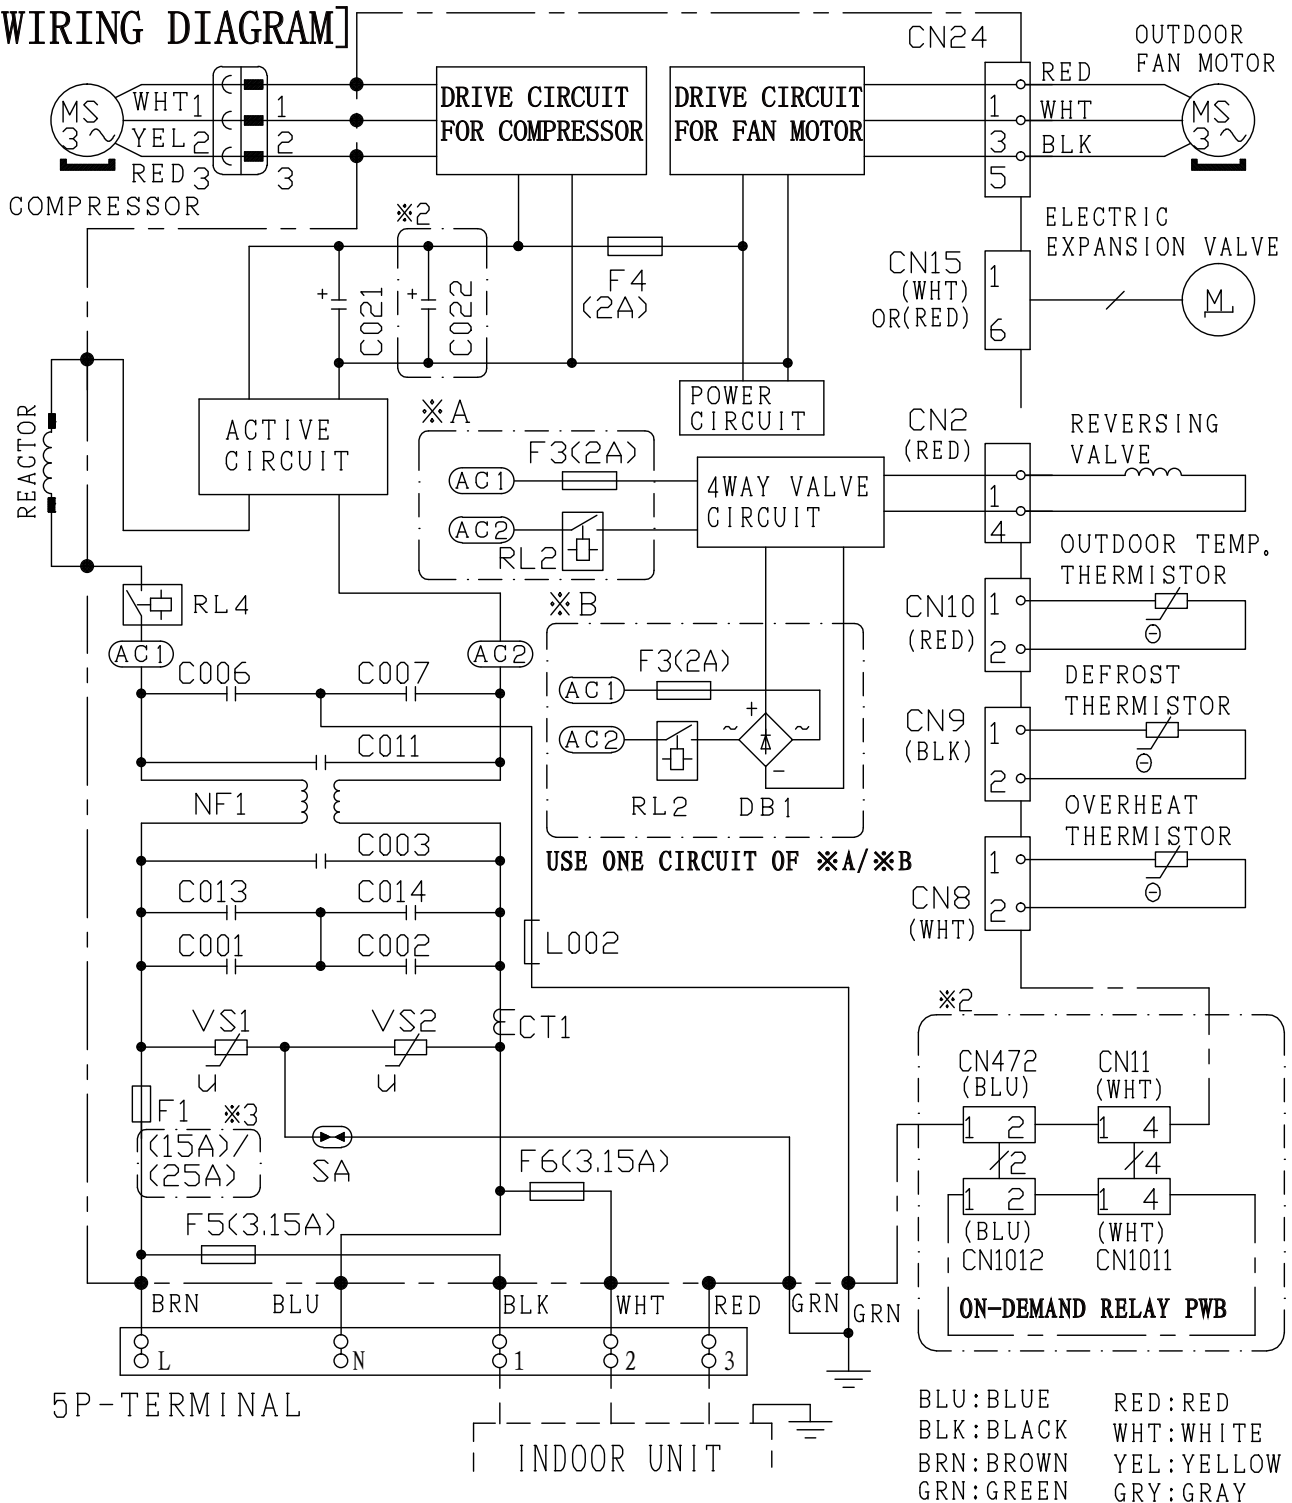 WIRING DIAGRAM]
CN24
OUTDOOR
FAN MOTOR
MS
3 ～
WHT 1
YEL 2
RED 3
1
2
3
COMPRESSOR
DRIVE CIRCUIT
FOR COMPRESSOR
DRIVE CIRCUIT
FOR FAN MOTOR
1
3
5
RED
WHT
BLK
MS
3 ～
※2
+ C021
+ C022
F4
(2A)
ELECTRIC
EXPANSION VALVE
CN15
(WHT)
OR(RED)
1
6
M
REACTOR
ACTIVE
CIRCUIT
POWER
CIRCUIT
※A
F3(2A)
AC1
AC2
RL2
4WAY VALVE
CIRCUIT
CN2
(RED)
1
4
REVERSING
VALVE
OUTDOOR TEMP.
THERMISTOR
CN10
(RED)
1
2
Θ
RL4
AC1
AC2
C006
C007
C011
NF1
C003
C013
C014
C001
C002
※B
F3(2A)
AC1
AC2
RL2
+
～
～
−
DB1
USE ONE CIRCUIT OF ※A/※B
DEFROST
THERMISTOR
CN9
(BLK)
1
2
Θ
OVERHEAT
THERMISTOR
CN8
(WHT)
1
2
Θ
L002
VS1
U
VS2
U
CT1
F1
※3
(15A)/
(25A)
SA
F6(3.15A)
F5(3.15A)
※2
CN472
(BLU)
CN11
(WHT)
1 2
1 4
2
4
1 2
1 4
(BLU)
CN1012
(WHT)
CN1011
ON-DEMAND RELAY PWB
BRN
BLU
BLK
WHT
RED
GRN
GRN
L
N
1
2
3
5P-TERMINAL
INDOOR UNIT
BLU:BLUE
BLK:BLACK
BRN:BROWN
GRN:GREEN
RED:RED
WHT:WHITE
YEL:YELLOW
GRY:GRAY